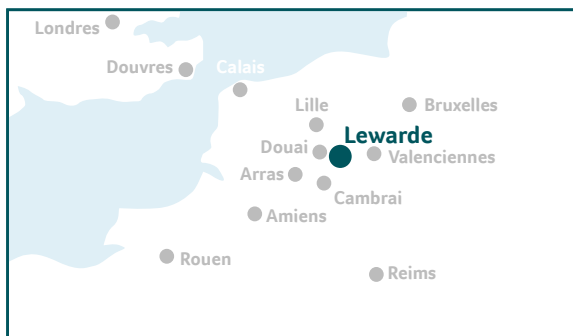 Londres
Douvres
Calais
Lille
Bruxelles
Lewarde
Douai
Valenciennes
Arras
Cambrai
Amiens
Rouen
Reims